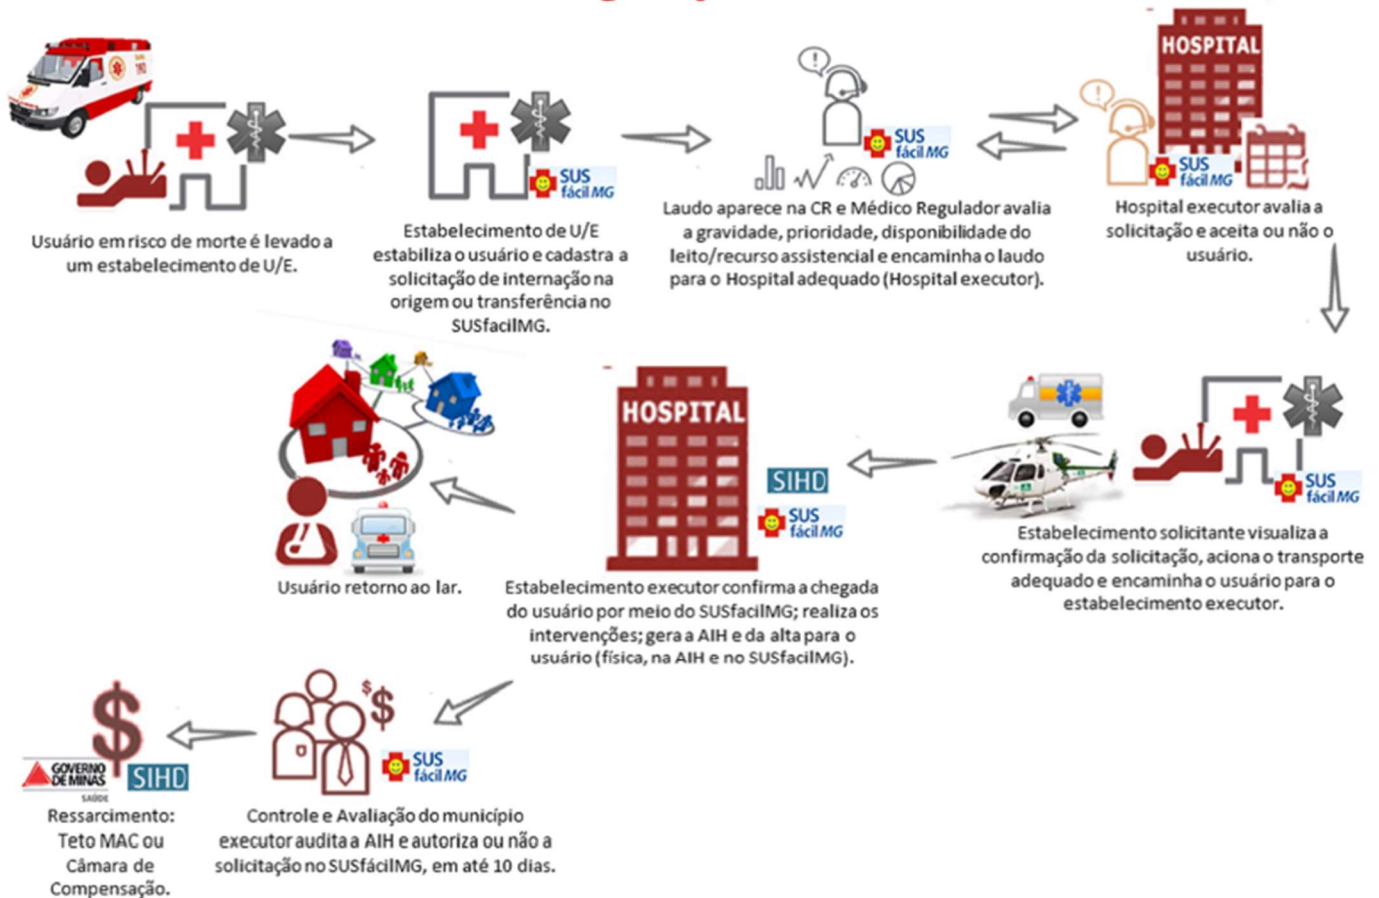 HOSPITAL
SUS
fácil MG
SUS
fácil MG
SUS
fácil MG
Usuário em risco de morte é levado a
um estabelecimento de U/E.
Estabelecimento de U/E
estabiliza o usuário e cadastra a
solicitação de internação na
origem ou transferência no
SUSfacilMG.
Laudo aparece na CR e Médico Regulador avalia
a gravidade, prioridade, disponibilidade do
leito/recurso assistencial e encaminha o laudo
para o Hospital adequado (Hospital executor).
Hospital executor avalia a
solicitação e aceita ou não o
usuário.
SUS
fácil MG
Estabelecimento solicitante visualiza a
confirmação da solicitação, aciona o transporte
adequado e encaminha o usuário para o
estabelecimento executor.
HOSPITAL
SIHD
SUS
fácil MG
Estabelecimento executor confirma a chegada
do usuário por meio do SUSfacilMG; realiza os
intervenções; gera a AIH e da alta para o
usuário (física, na AIH e no SUSfacilMG).
Usuário retorno ao lar.
SUS
fácil MG
Controle e Avaliação do município
executor audita a AIH e autoriza ou não a
solicitação no SUSfácilMG, em até 10 dias.
GOVERNO
DE MINAS
SAÚDE
SIHD
Ressarcimento:
Teto MAC ou
Câmara de
Compensação.